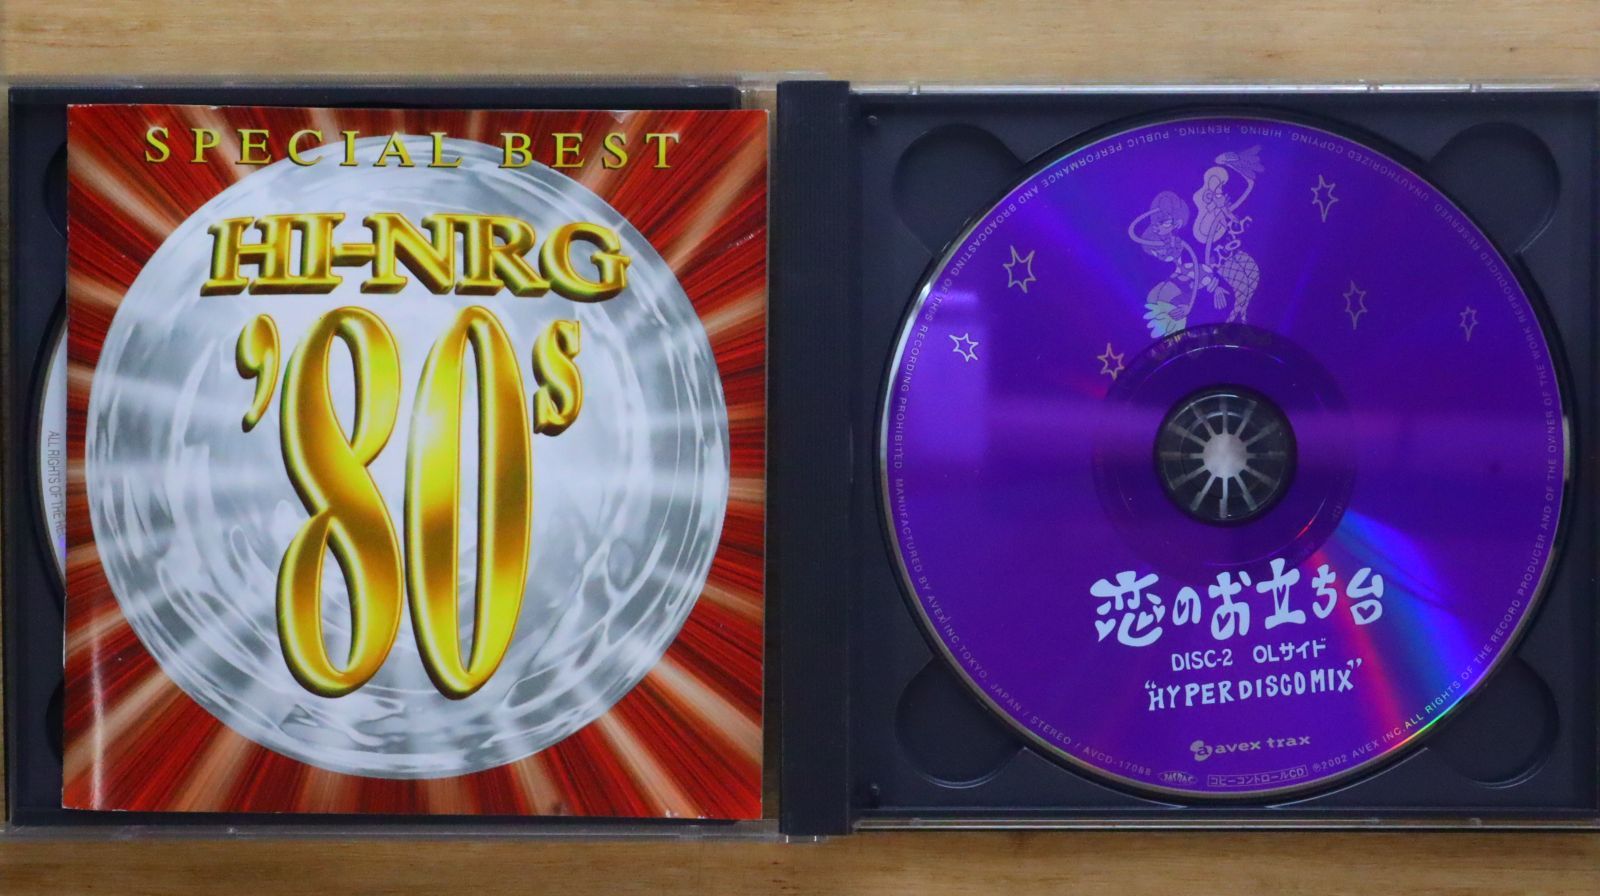 SPECIAL BEST
HI-NRG
'80s
ALL RIGHTS OF THE RE
恋のお立ち台
DISC-2 OLサイド
"HYPER DISCO MIX"
avex trax
コピーコントロールCD
MANUFACTURED BY AVEX INC. TOKYO, JAPAN / STEREO / AVCD-17088
℗2002 AVEX INC. ALL RIGHTS OF THE RECORD PRODUCER AND OF THE OWNER OF THE WORK REPRODUCED RESERVED. UNAUTHORIZED COPYING, HIRING, RENTING, PUBLIC PERFORMANCE AND BROADCASTING OF THIS RECORDING PROHIBITED.